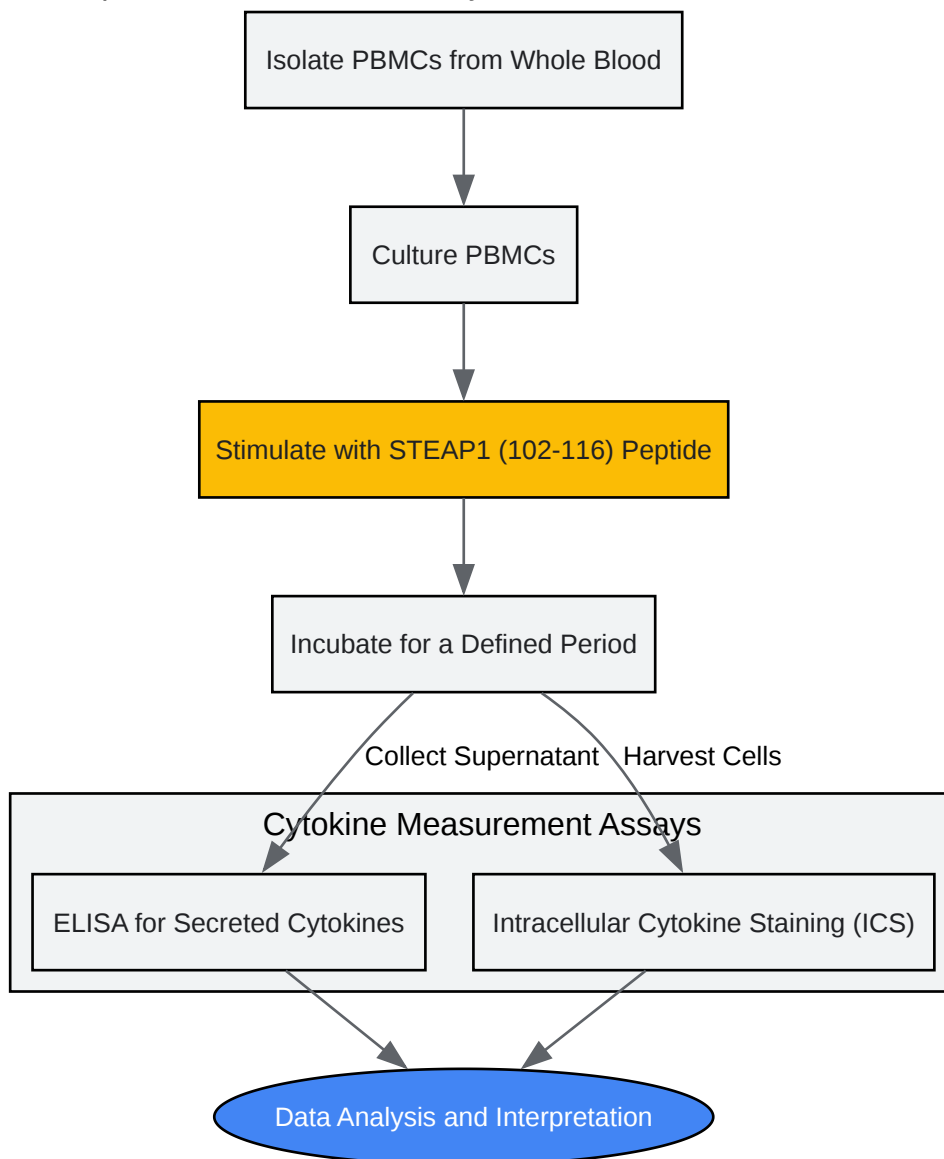 Isolate PBMCs from Whole Blood
Culture PBMCs
Stimulate with STEAP1 (102-116) Peptide
Incubate for a Defined Period
Collect Supernatant
Harvest Cells
Cytokine Measurement Assays
ELISA for Secreted Cytokines
Intracellular Cytokine Staining (ICS)
Data Analysis and Interpretation